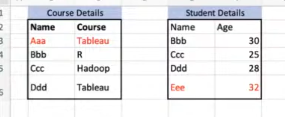 Course Details Student Details
Name Course Name Age
Aaa Tableau Bbb 30
Bbb R Ccc 25
Ccc Hadoop Ddd 28
Ddd Tableau Eee 32